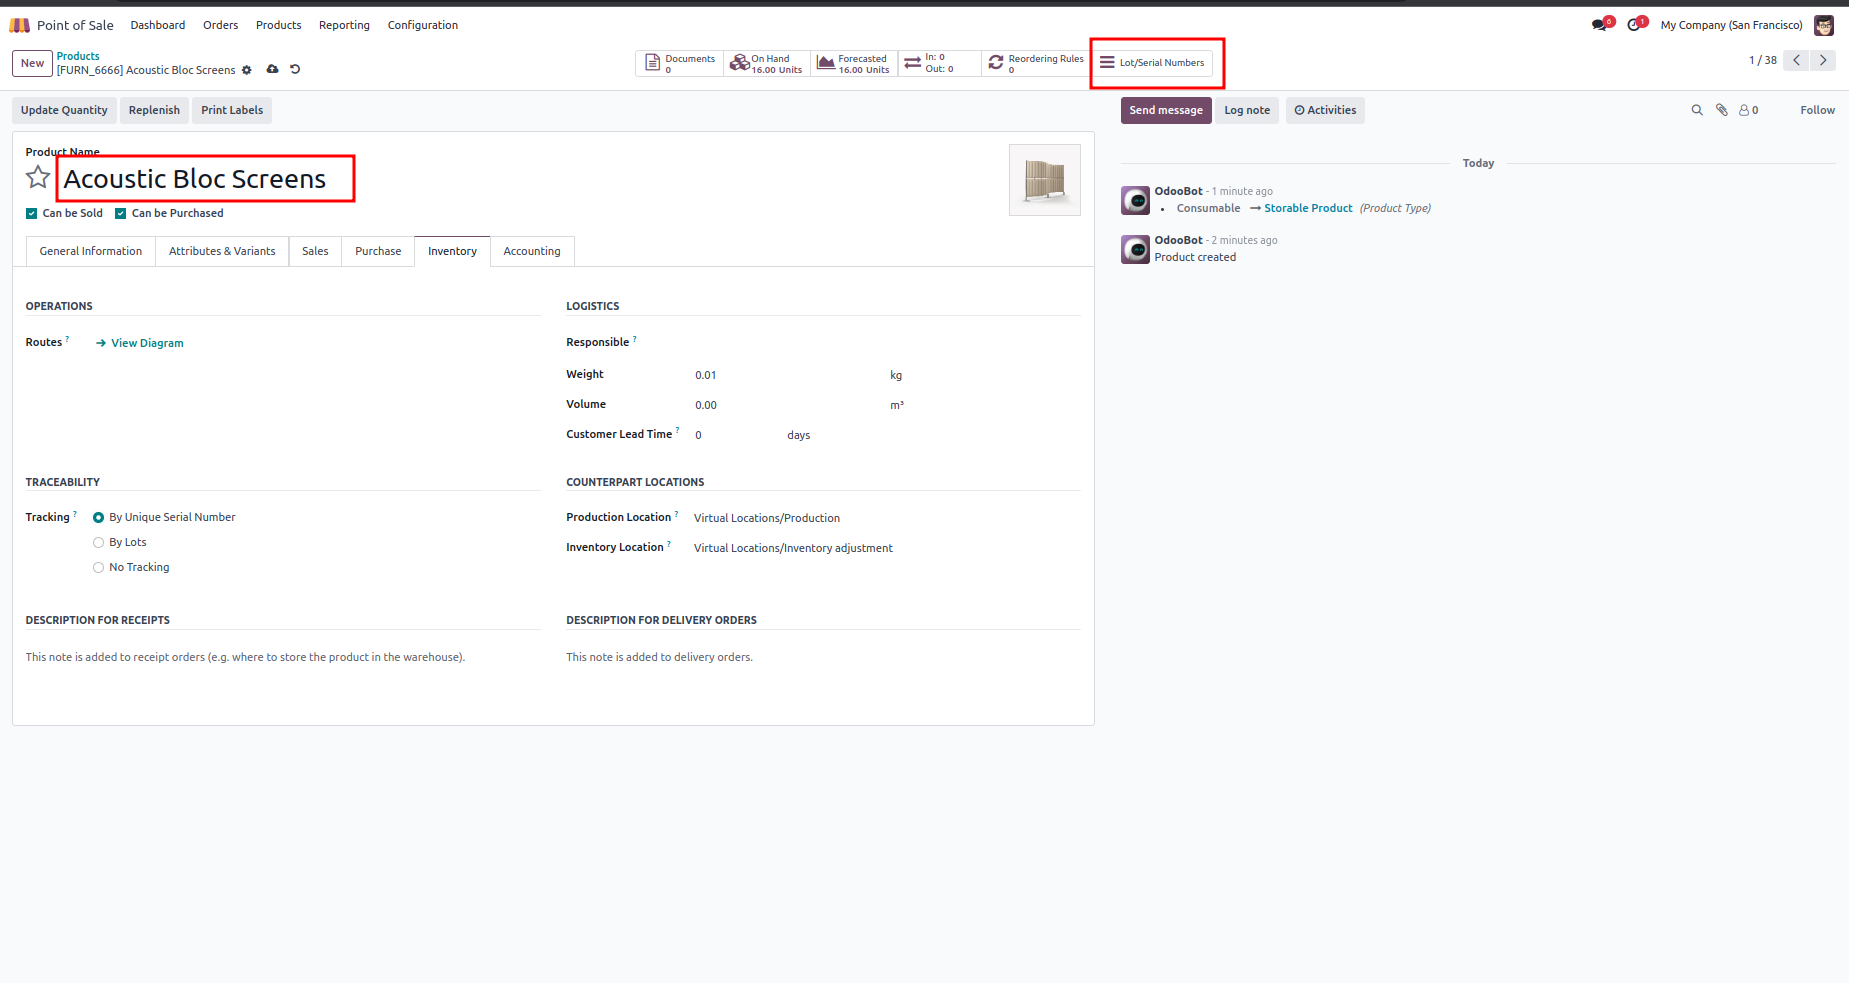 Point of Sale Dashboard Orders Products Reporting Configuration 6 1 My Company (San Francisco)
New Products
[FURN_6666] Acoustic Bloc Screens
Documents 0
On Hand 16.00 Units
Forecasted 16.00 Units
In: 0
Out: 0
Reordering Rules 0
Lot/Serial Numbers
1 / 38
Update Quantity Replenish Print Labels
Send message Log note Activities 0 Follow
Product Name
Acoustic Bloc Screens
Can be Sold Can be Purchased
General Information Attributes & Variants Sales Purchase Inventory Accounting
OPERATIONS
Routes ? View Diagram
LOGISTICS
Responsible ?
Weight 0.01 kg
Volume 0.00 m³
Customer Lead Time ? 0 days
TRACEABILITY
Tracking ? By Unique Serial Number
By Lots
No Tracking
COUNTERPART LOCATIONS
Production Location ? Virtual Locations/Production
Inventory Location ? Virtual Locations/Inventory adjustment
DESCRIPTION FOR RECEIPTS
This note is added to receipt orders (e.g. where to store the product in the warehouse).
DESCRIPTION FOR DELIVERY ORDERS
This note is added to delivery orders.
Today
OdooBot - 1 minute ago
• Consumable → Storable Product (Product Type)
OdooBot - 2 minutes ago
Product created